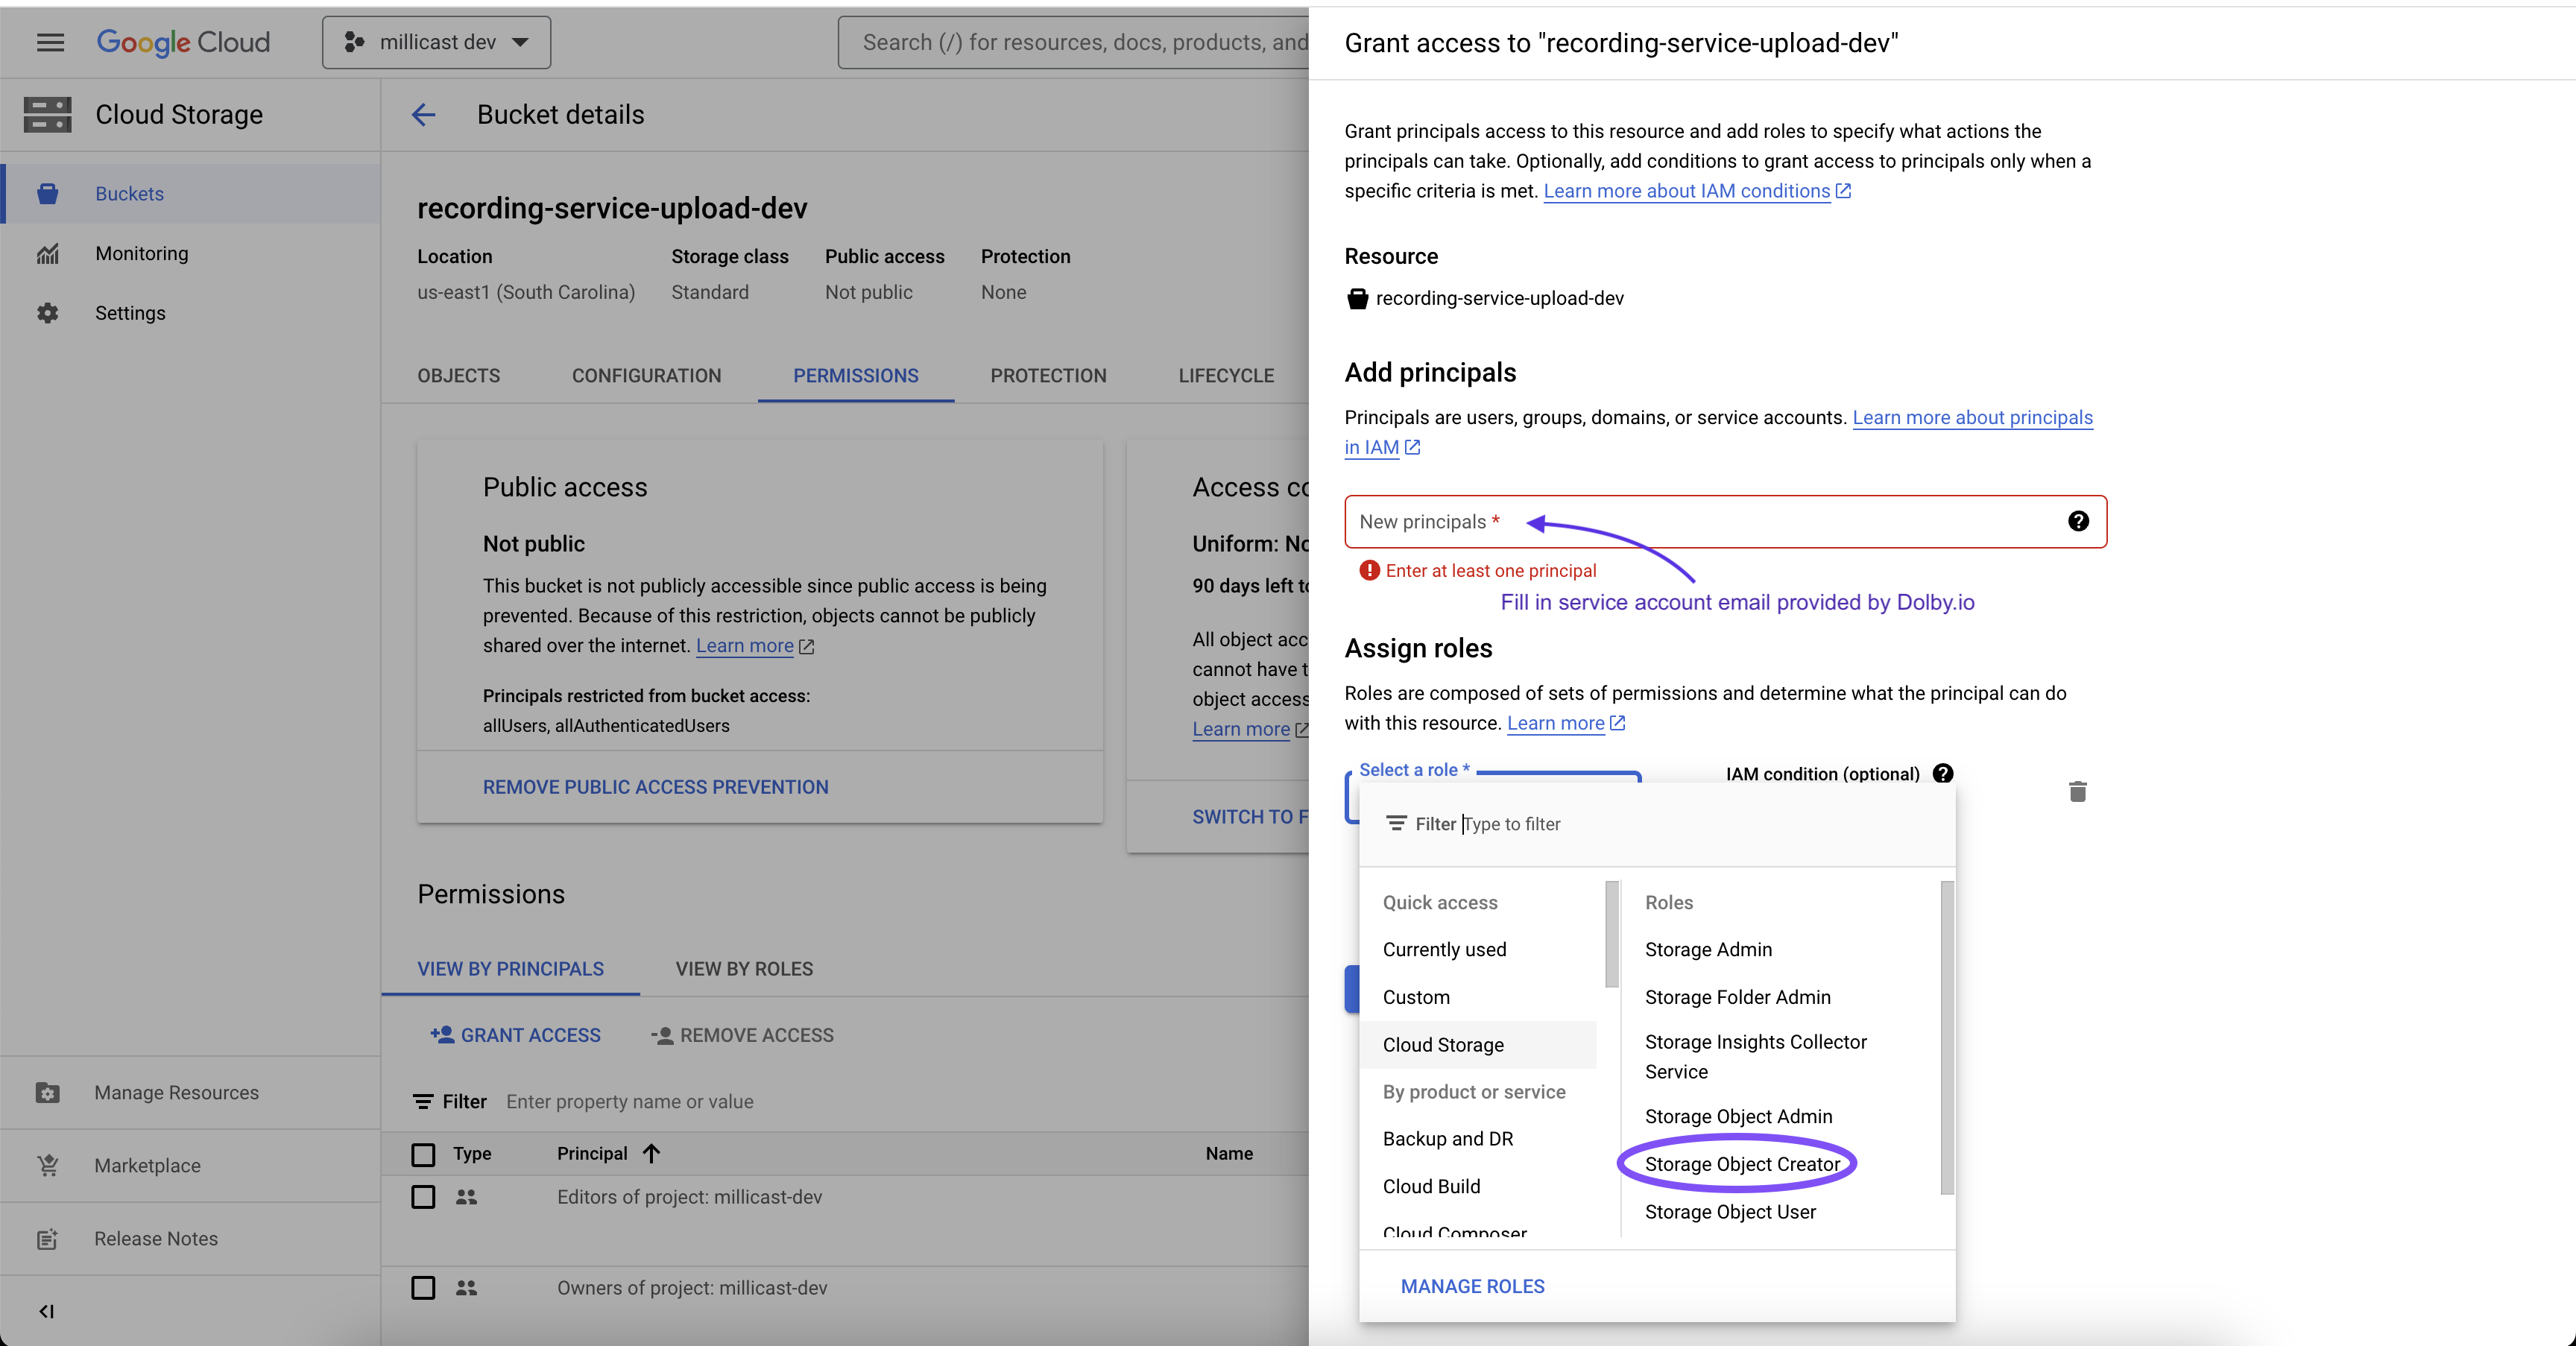 Google Cloud
millicast dev
Search (/) for resources, docs, products, and
Cloud Storage
Buckets
Monitoring
Settings
Manage Resources
Marketplace
Release Notes
Bucket details
recording-service-upload-dev
Location
Storage class
Public access
Protection
us-east1 (South Carolina)
Standard
Not public
None
OBJECTS
CONFIGURATION
PERMISSIONS
PROTECTION
LIFECYCLE
Public access
Not public
This bucket is not publicly accessible since public access is being
prevented. Because of this restriction, objects cannot be publicly
shared over the internet. Learn more
Principals restricted from bucket access:
allUsers, allAuthenticatedUsers
REMOVE PUBLIC ACCESS PREVENTION
Access
Uniform:
90 days left
All object
cannot have
object access
Learn more
SWITCH TO
Permissions
VIEW BY PRINCIPALS
VIEW BY ROLES
GRANT ACCESS
REMOVE ACCESS
Filter Enter property name or value
Type
Principal
Name
Editors of project: millicast-dev
Owners of project: millicast-dev
Grant access to "recording-service-upload-dev"
Grant principals access to this resource and add roles to specify what actions the
principals can take. Optionally, add conditions to grant access to principals only when a
specific criteria is met. Learn more about IAM conditions
Resource
recording-service-upload-dev
Add principals
Principals are users, groups, domains, or service accounts. Learn more about principals
in IAM
New principals *
Enter at least one principal
Fill in service account email provided by Dolby.io
Assign roles
Roles are composed of sets of permissions and determine what the principal can do
with this resource. Learn more
Select a role *
IAM condition (optional)
Filter Type to filter
Quick access
Currently used
Custom
Cloud Storage
By product or service
Backup and DR
Cloud Build
Cloud Composer
Roles
Storage Admin
Storage Folder Admin
Storage Insights Collector
Service
Storage Object Admin
Storage Object Creator
Storage Object User
MANAGE ROLES